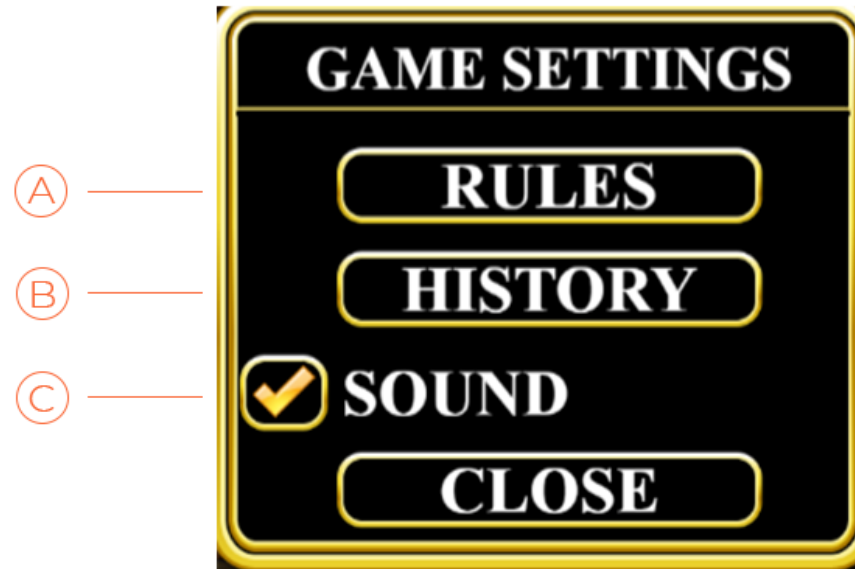 GAME SETTINGS
A
RULES
B
HISTORY
C
SOUND
CLOSE